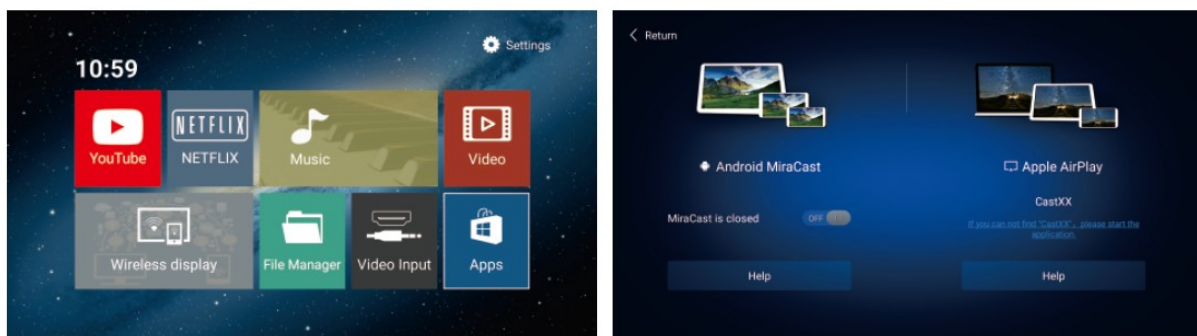 Settings
10:59
YouTube
NETFLIX
NETFLIX
Music
Video
Wireless display
File Manager
Video Input
Apps
Return
Android MiraCast
MiraCast is closed
OFF
Help
Apple AirPlay
CastXX
If you can not find "CastXX"，please start the
application.
Help